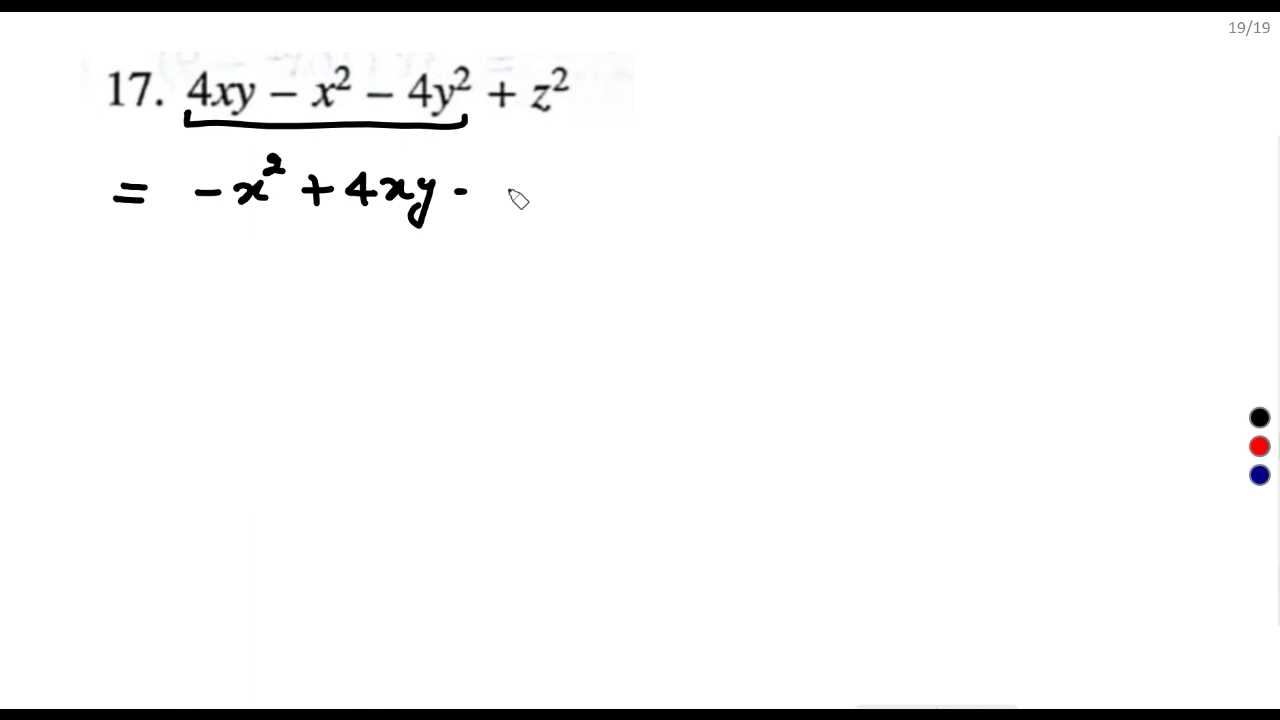 19/19
17. 4xy − x² − 4y² + z²
= -x² + 4xy -